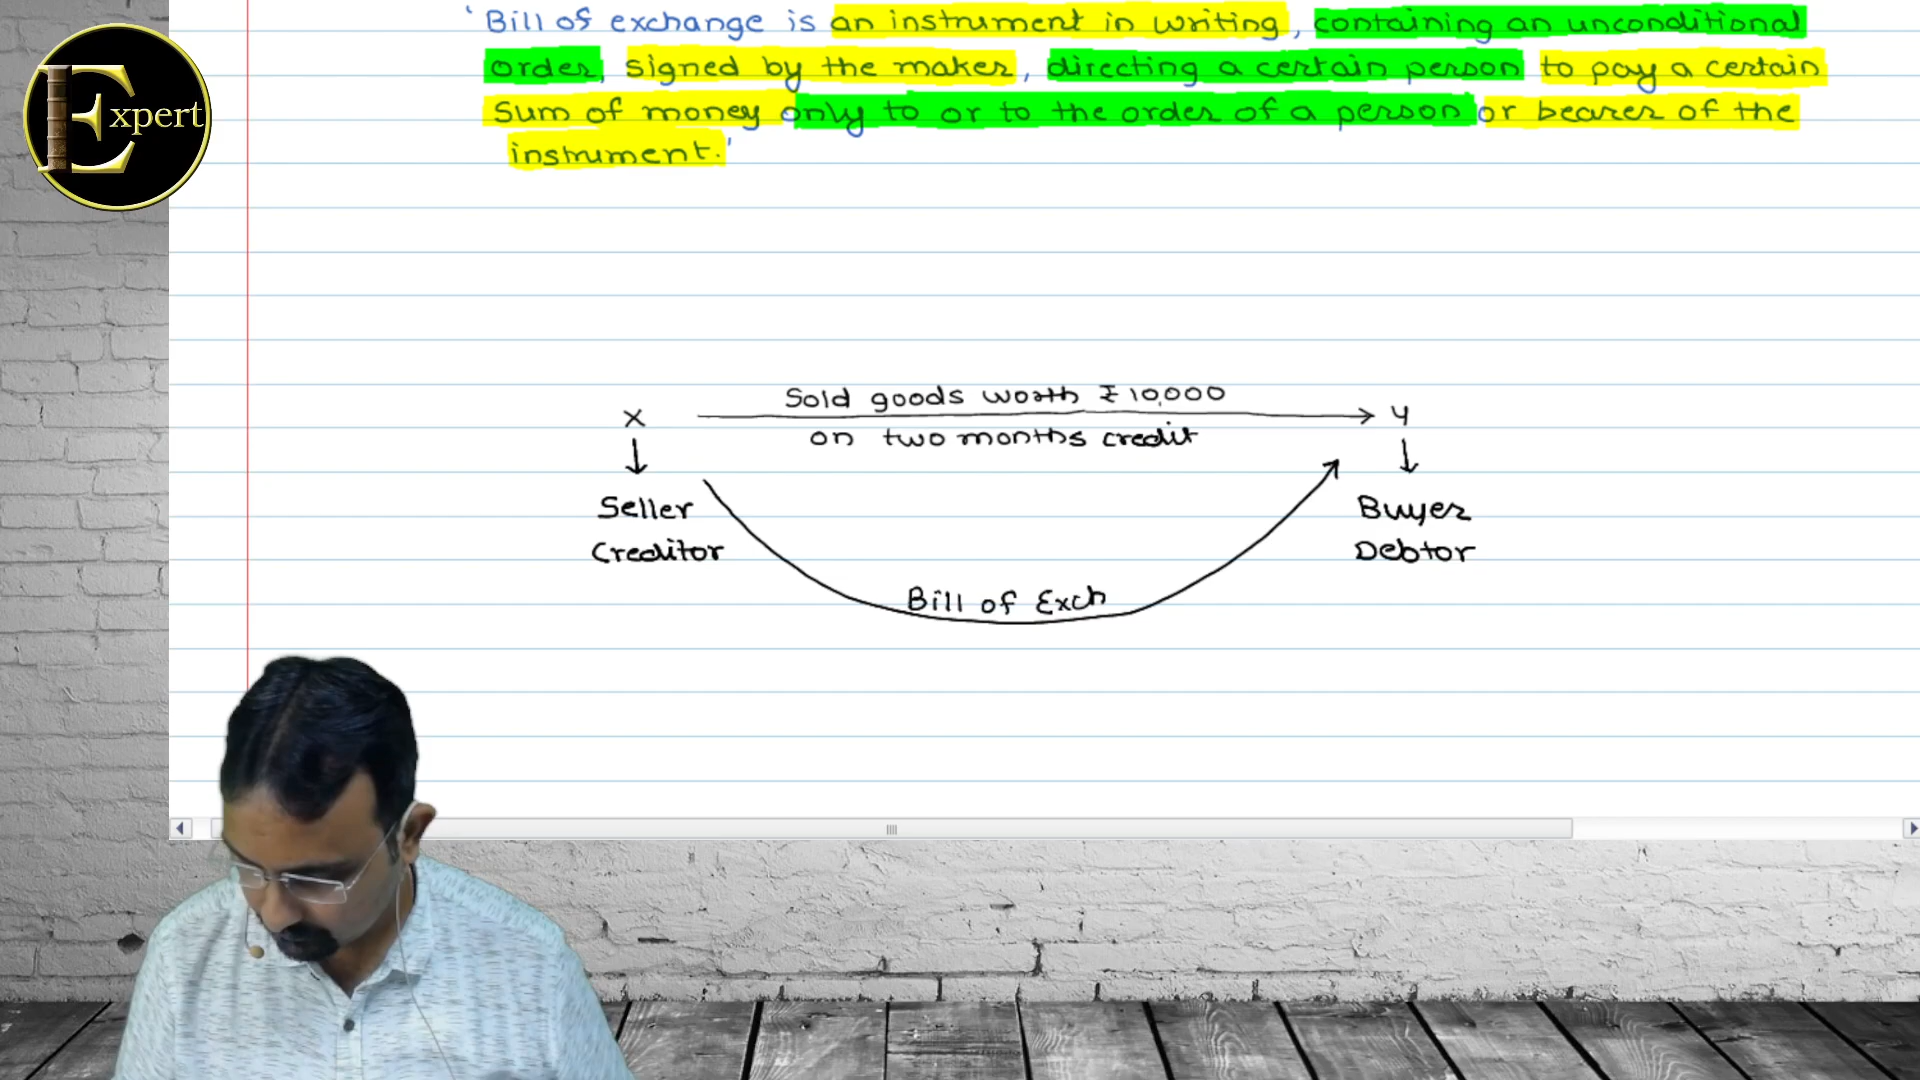 Expert
'Bill of exchange is an instrument in writing, containing an unconditional
order, signed by the maker, directing a certain person to pay a certain
Sum of money only to or to the order of a person or bearer of the
instrument.'
Sold goods worth ₹10,000
X Y
on two months credit
Seller Buyer
Creditor Debtor
Bill of Exch